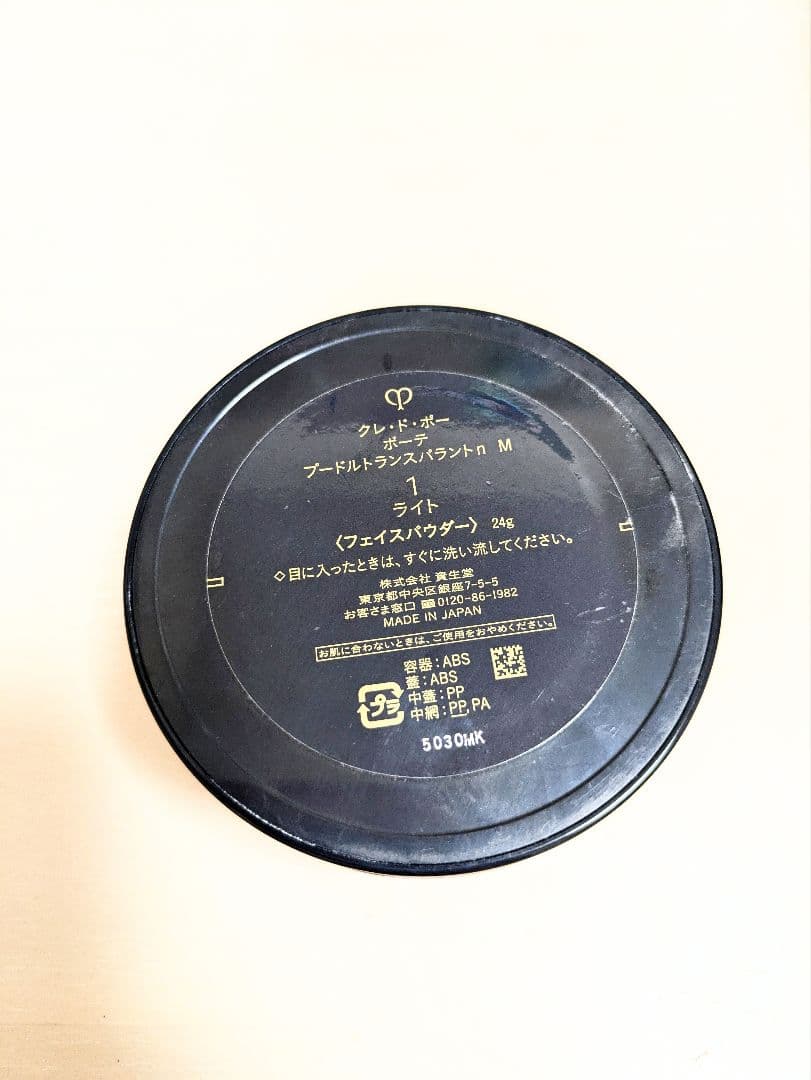 クレ・ド・ポー
ボーテ
プードルトランスパラントn M
1
ライト
〈フェイスパウダー〉 24g
◇目に入ったときは、すぐに洗い流してください。
株式会社 資生堂
東京都中央区銀座7-5-5
お客さま窓口 0120-86-1982
MADE IN JAPAN
お肌に合わないときは、ご使用をおやめください。
容器:ABS
蓋:ABS
中蓋:PP
中網:PP,PA
プラ
5030MK